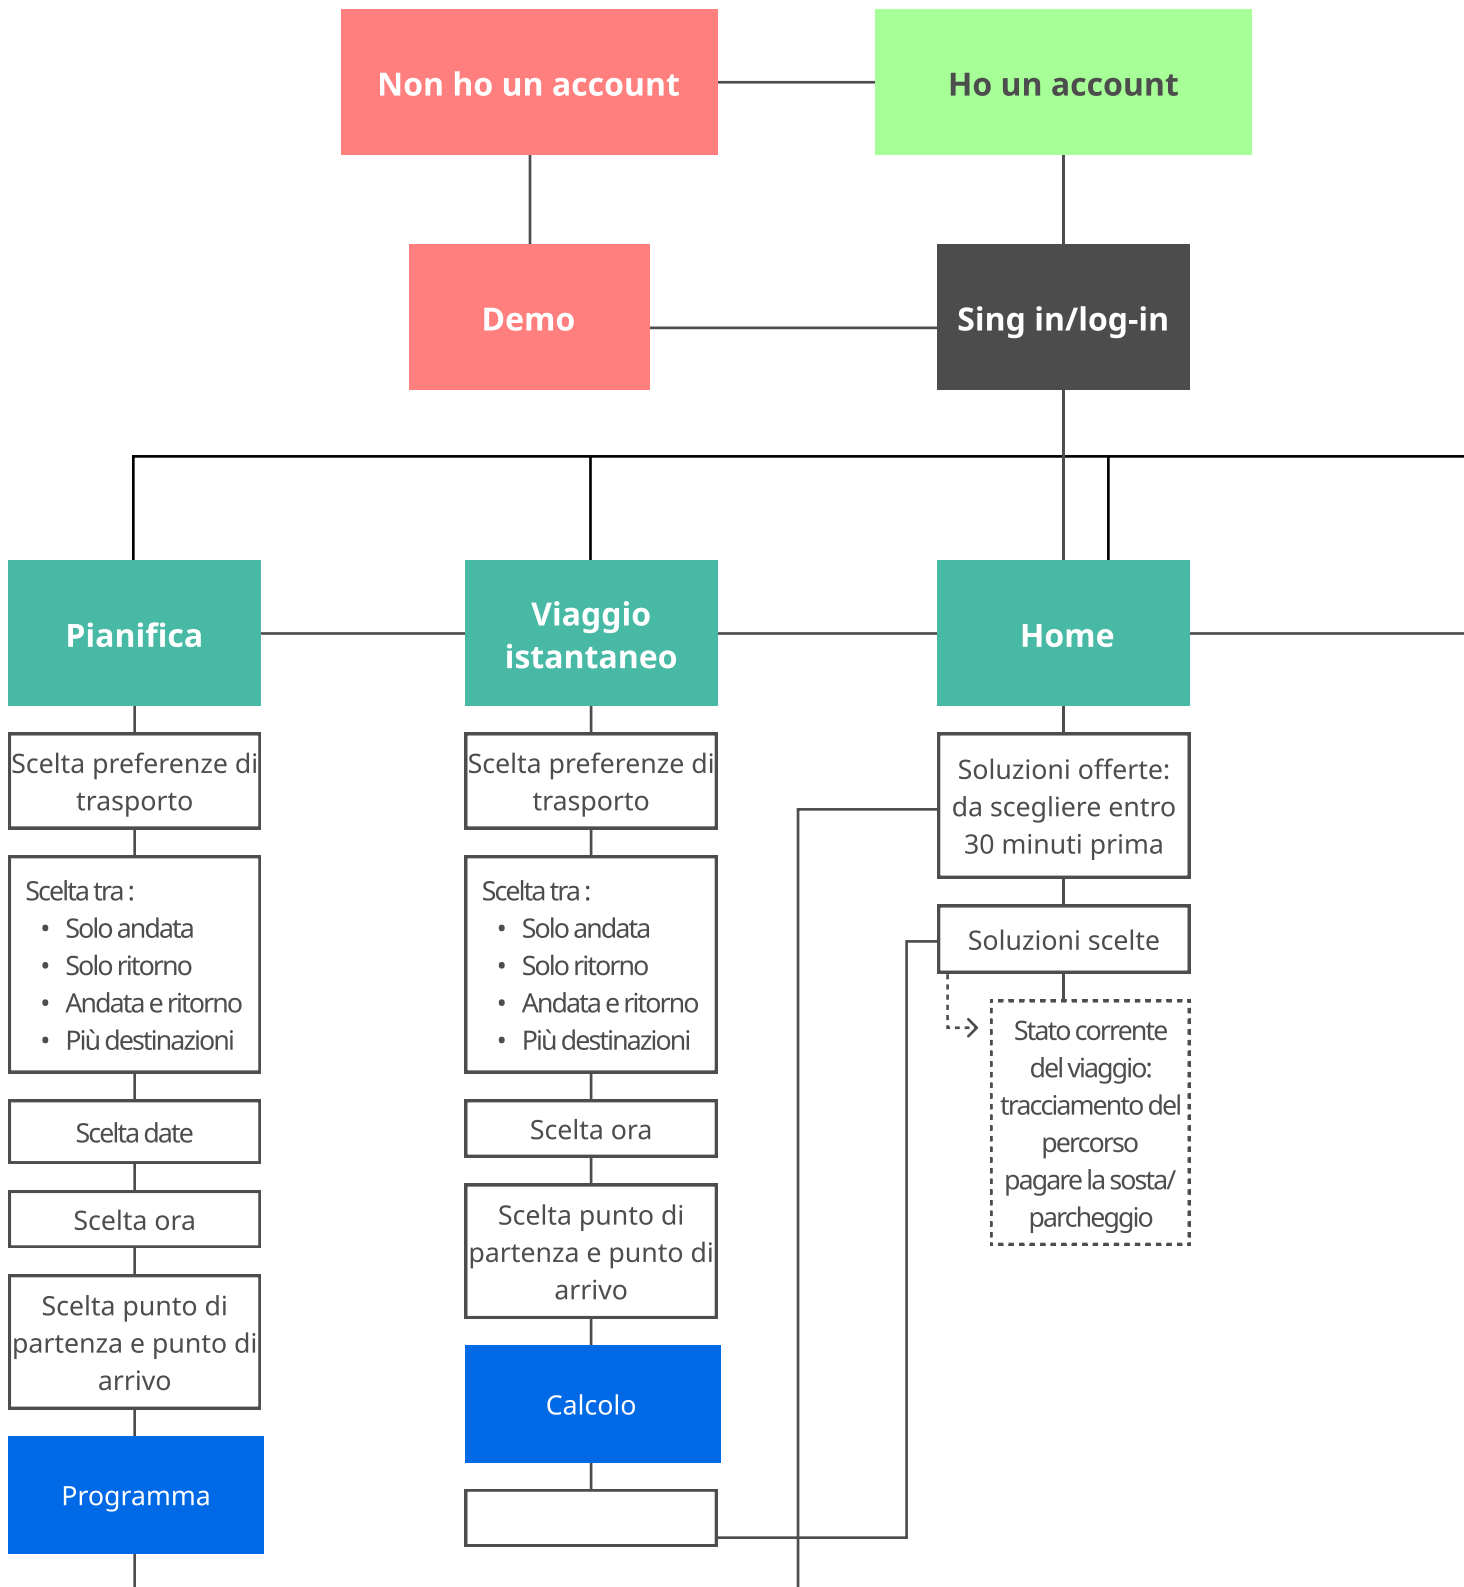 Non ho un account
Ho un account
Demo
Sing in/log-in
Pianifica
Scelta preferenze di
trasporto
Scelta tra :
• Solo andata
• Solo ritorno
• Andata e ritorno
• Più destinazioni
Scelta date
Scelta ora
Scelta punto di
partenza e punto di
arrivo
Programma
Viaggio
istantaneo
Scelta preferenze di
trasporto
Scelta tra :
• Solo andata
• Solo ritorno
• Andata e ritorno
• Più destinazioni
Scelta ora
Scelta punto di
partenza e punto di
arrivo
Calcolo
Home
Soluzioni offerte:
da scegliere entro
30 minuti prima
Soluzioni scelte
Stato corrente
del viaggio:
tracciamento del
percorso
pagare la sosta/
parcheggio